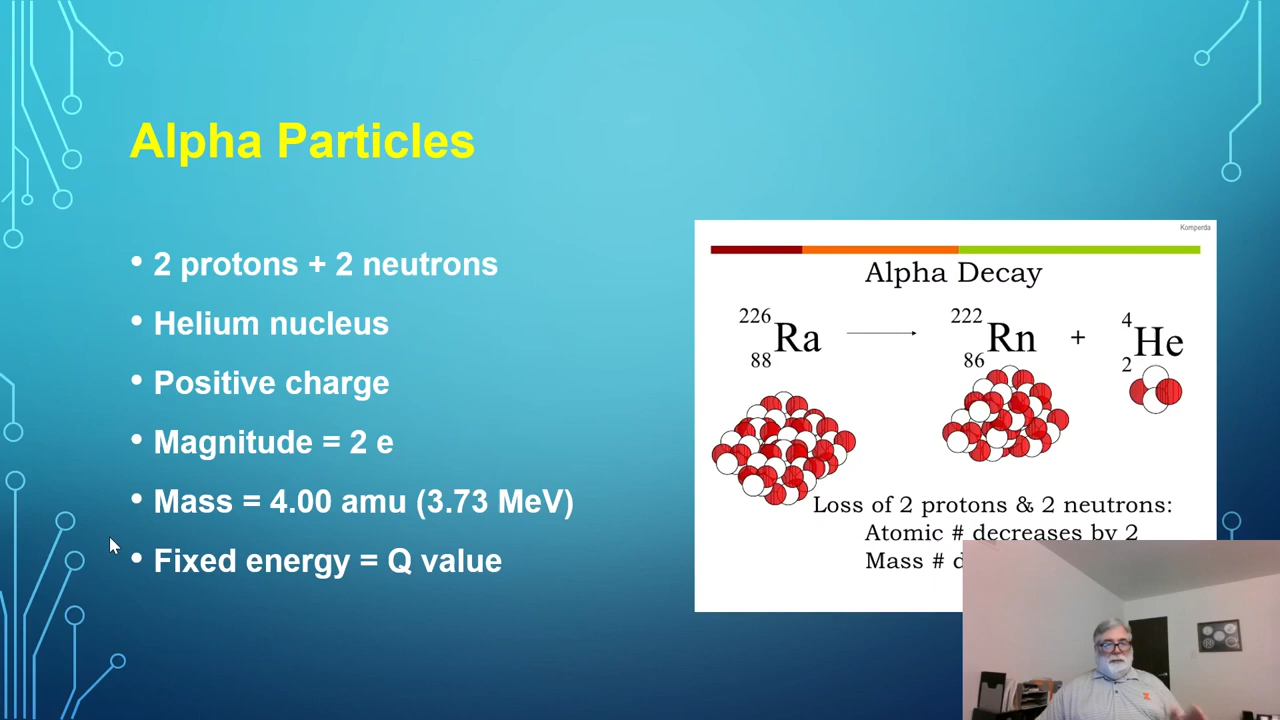 Alpha Particles
• 2 protons + 2 neutrons
• Helium nucleus
• Positive charge
• Magnitude = 2 e
• Mass = 4.00 amu (3.73 MeV)
• Fixed energy = Q value
Komperda
Alpha Decay
226 88 Ra → 222 86 Rn + 4 2 He
Loss of 2 protons & 2 neutrons:
Atomic # decreases by 2
Mass # d